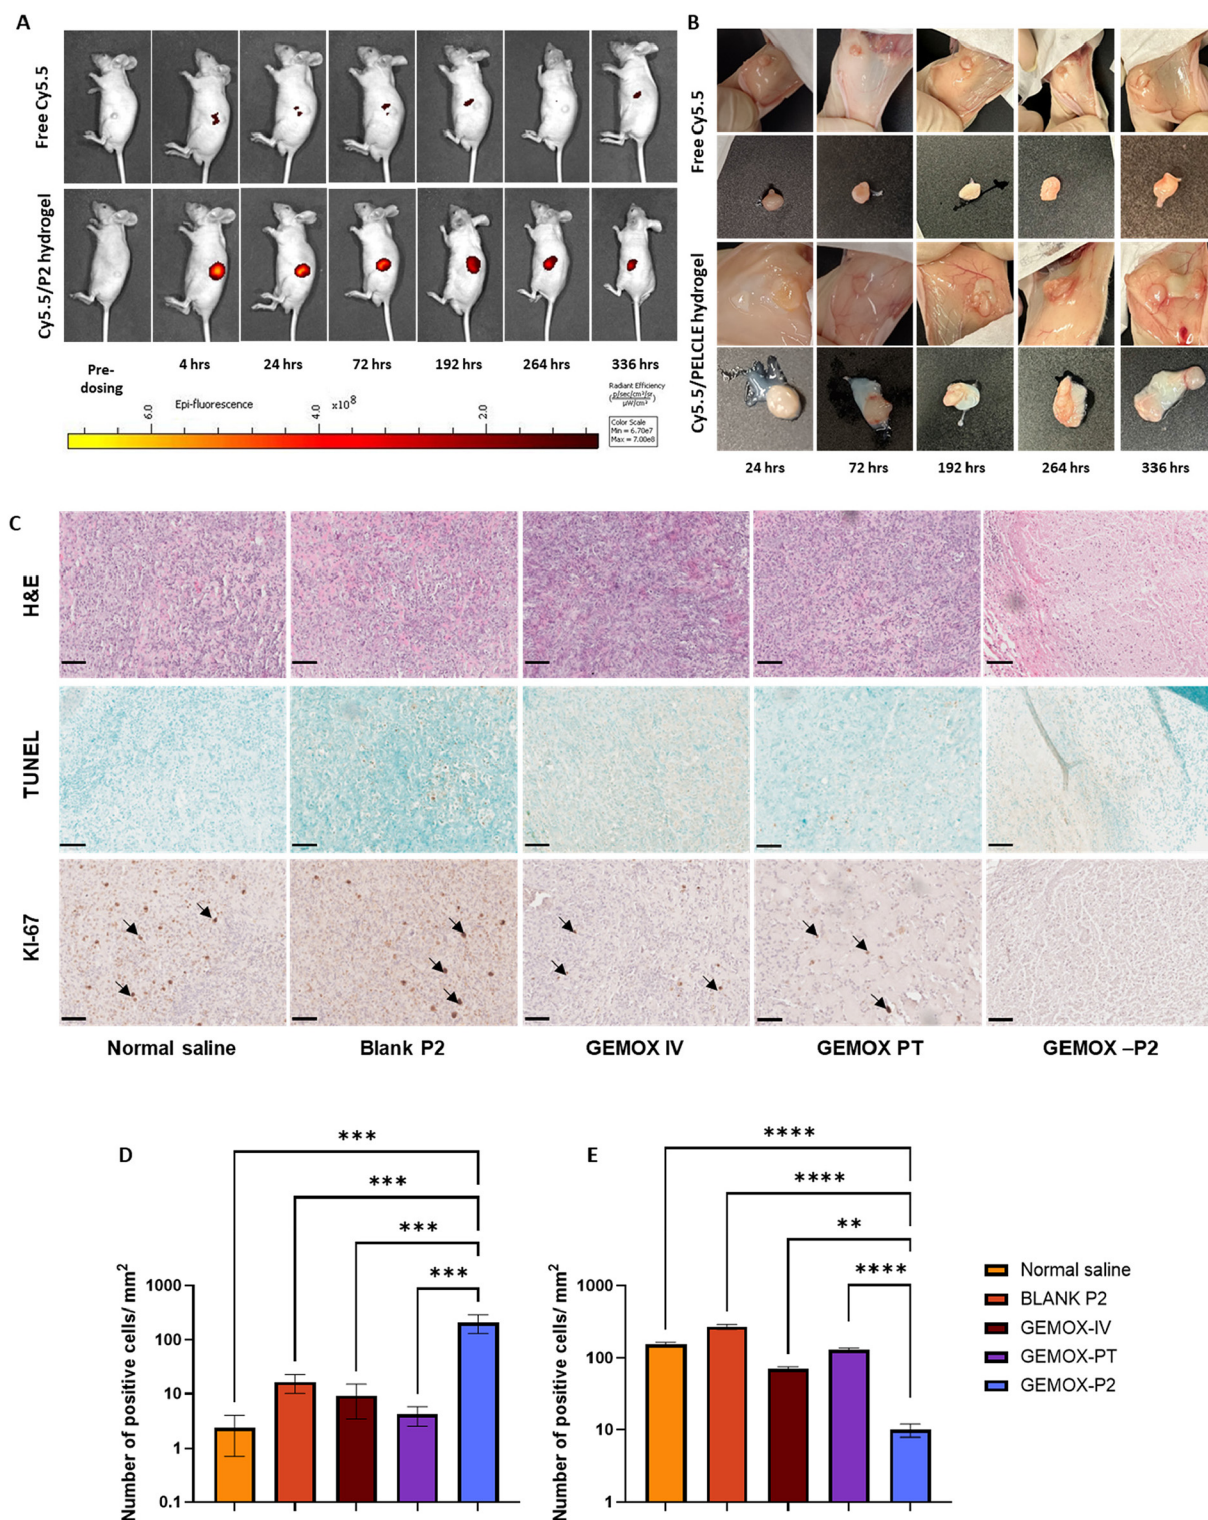 A
Free Cy5.5
Cy5.5/P2 hydrogel
Pre-
dosing
4 hrs
24 hrs
72 hrs
192 hrs
264 hrs
336 hrs
6.0
Epi-fluorescence
4.0
x10⁸
2.0
Radiant Efficiency
(p/sec/cm²/sr
µW/cm²)
Color Scale
Min = 6.70e7
Max = 7.00e8
B
Free Cy5.5
Cy5.5/PELCLE hydrogel
24 hrs
72 hrs
192 hrs
264 hrs
336 hrs
C
H&E
TUNEL
KI-67
Normal saline
Blank P2
GEMOX IV
GEMOX PT
GEMOX –P2
D
***
***
***
***
Number of positive cells/ mm²
1000
100
10
1
0.1
E
****
****
**
****
Number of positive cells/ mm²
1000
100
10
1
Normal saline
BLANK P2
GEMOX-IV
GEMOX-PT
GEMOX-P2